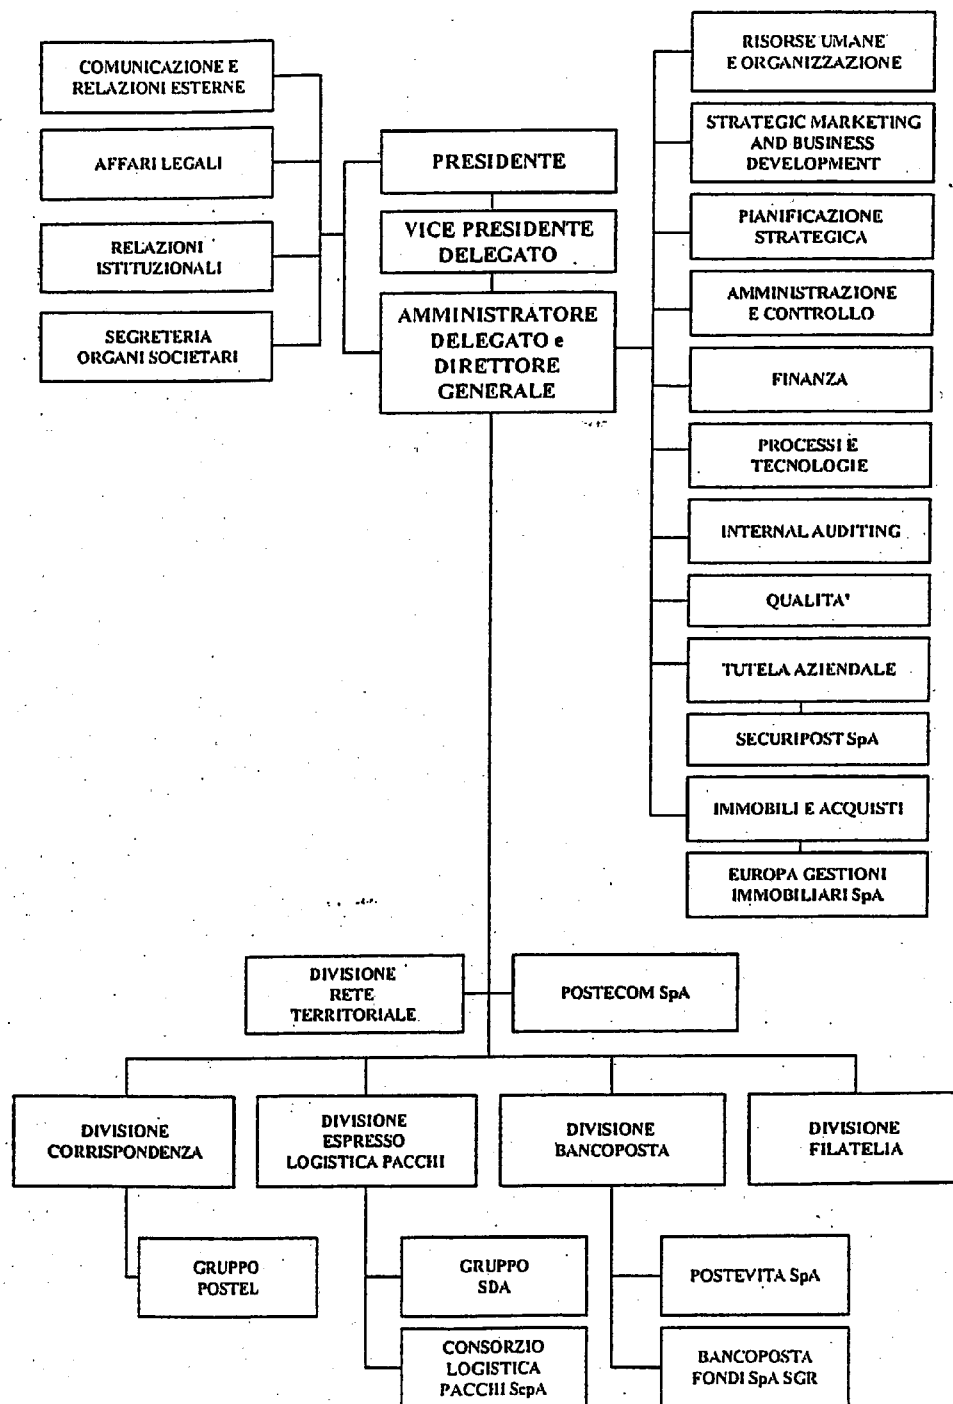 COMUNICAZIONE E
RELAZIONI ESTERNE
AFFARI LEGALI
RELAZIONI
ISTITUZIONALI
SEGRETERIA
ORGANI SOCIETARI
PRESIDENTE
VICE PRESIDENTE
DELEGATO
AMMINISTRATORE
DELEGATO e
DIRETTORE
GENERALE
RISORSE UMANE
E ORGANIZZAZIONE
STRATEGIC MARKETING
AND BUSINESS
DEVELOPMENT
PIANIFICAZIONE
STRATEGICA
AMMINISTRAZIONE
E CONTROLLO
FINANZA
PROCESSI E
TECNOLOGIE
INTERNAL AUDITING
QUALITA'
TUTELA AZIENDALE
SECURIPOST SpA
IMMOBILI E ACQUISTI
EUROPA GESTIONI
IMMOBILIARI SpA
DIVISIONE
RETE
TERRITORIALE
POSTECOM SpA
DIVISIONE
CORRISPONDENZA
DIVISIONE
ESPRESSO
LOGISTICA PACCHI
DIVISIONE
BANCOPOSTA
DIVISIONE
FILATELIA
GRUPPO
POSTEL
GRUPPO
SDA
POSTEVITA SpA
CONSORZIO
LOGISTICA
PACCHI ScpA
BANCOPOSTA
FONDI SpA SGR